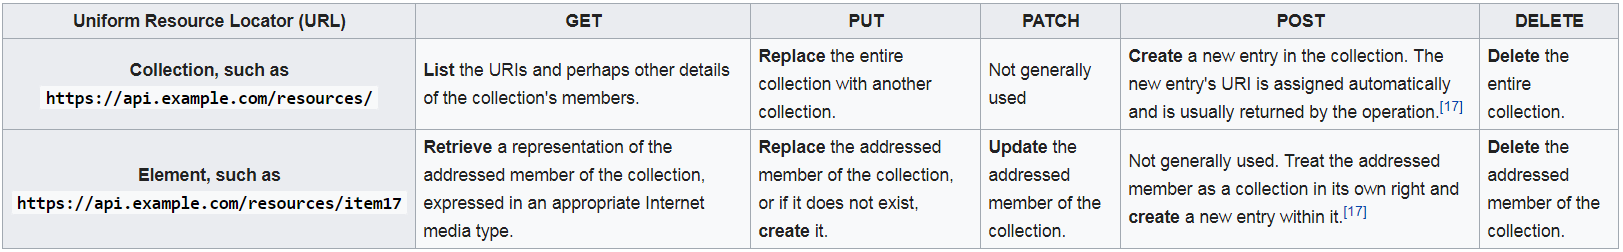 Uniform Resource Locator (URL)
GET
PUT
PATCH
POST
DELETE
Collection, such as
https://api.example.com/resources/
List the URIs and perhaps other details
of the collection's members.
Replace the entire
collection with another
collection.
Not generally
used
Create a new entry in the collection. The
new entry's URI is assigned automatically
and is usually returned by the operation.[17]
Delete the
entire
collection.
Element, such as
https://api.example.com/resources/item17
Retrieve a representation of the
addressed member of the collection,
expressed in an appropriate Internet
media type.
Replace the addressed
member of the collection,
or if it does not exist,
create it.
Update the
addressed
member of the
collection.
Not generally used. Treat the addressed
member as a collection in its own right and
create a new entry within it.[17]
Delete the
addressed
member of the
collection.